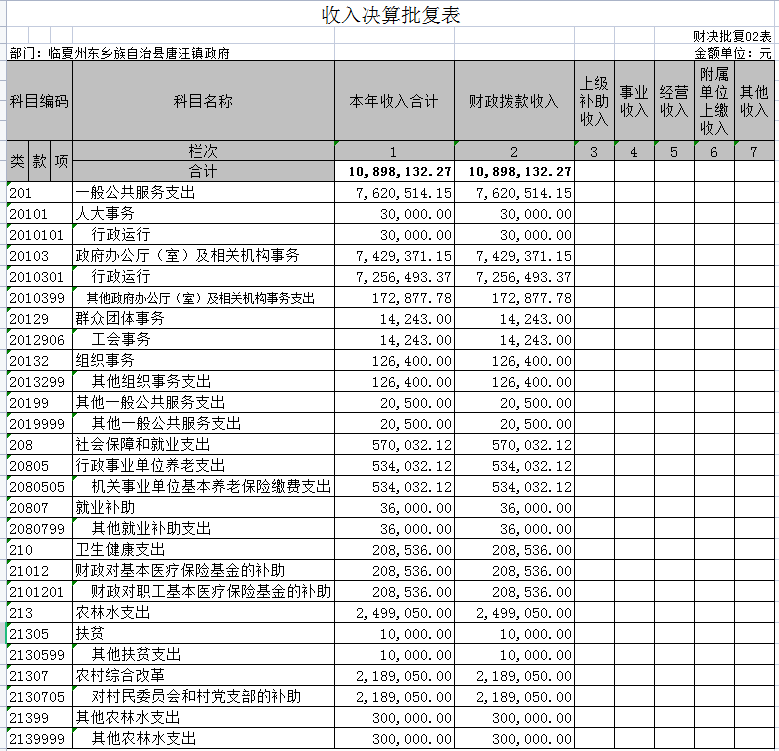 收入决算批复表
财决批复02表
部门：临夏州东乡族自治县唐汪镇政府 金额单位：元
科目编码 科目名称 本年收入合计 财政拨款收入 上级补助收入 事业收入 经营收入 附属单位上缴收入 其他收入
类 款 项 栏次 1 2 3 4 5 6 7
合计 10,898,132.27 10,898,132.27
201 一般公共服务支出 7,620,514.15 7,620,514.15
20101 人大事务 30,000.00 30,000.00
2010101 行政运行 30,000.00 30,000.00
20103 政府办公厅（室）及相关机构事务 7,429,371.15 7,429,371.15
2010301 行政运行 7,256,493.37 7,256,493.37
2010399 其他政府办公厅（室）及相关机构事务支出 172,877.78 172,877.78
20129 群众团体事务 14,243.00 14,243.00
2012906 工会事务 14,243.00 14,243.00
20132 组织事务 126,400.00 126,400.00
2013299 其他组织事务支出 126,400.00 126,400.00
20199 其他一般公共服务支出 20,500.00 20,500.00
2019999 其他一般公共服务支出 20,500.00 20,500.00
208 社会保障和就业支出 570,032.12 570,032.12
20805 行政事业单位养老支出 534,032.12 534,032.12
2080505 机关事业单位基本养老保险缴费支出 534,032.12 534,032.12
20807 就业补助 36,000.00 36,000.00
2080799 其他就业补助支出 36,000.00 36,000.00
210 卫生健康支出 208,536.00 208,536.00
21012 财政对基本医疗保险基金的补助 208,536.00 208,536.00
2101201 财政对职工基本医疗保险基金的补助 208,536.00 208,536.00
213 农林水支出 2,499,050.00 2,499,050.00
21305 扶贫 10,000.00 10,000.00
2130599 其他扶贫支出 10,000.00 10,000.00
21307 农村综合改革 2,189,050.00 2,189,050.00
2130705 对村民委员会和村党支部的补助 2,189,050.00 2,189,050.00
21399 其他农林水支出 300,000.00 300,000.00
2139999 其他农林水支出 300,000.00 300,000.00